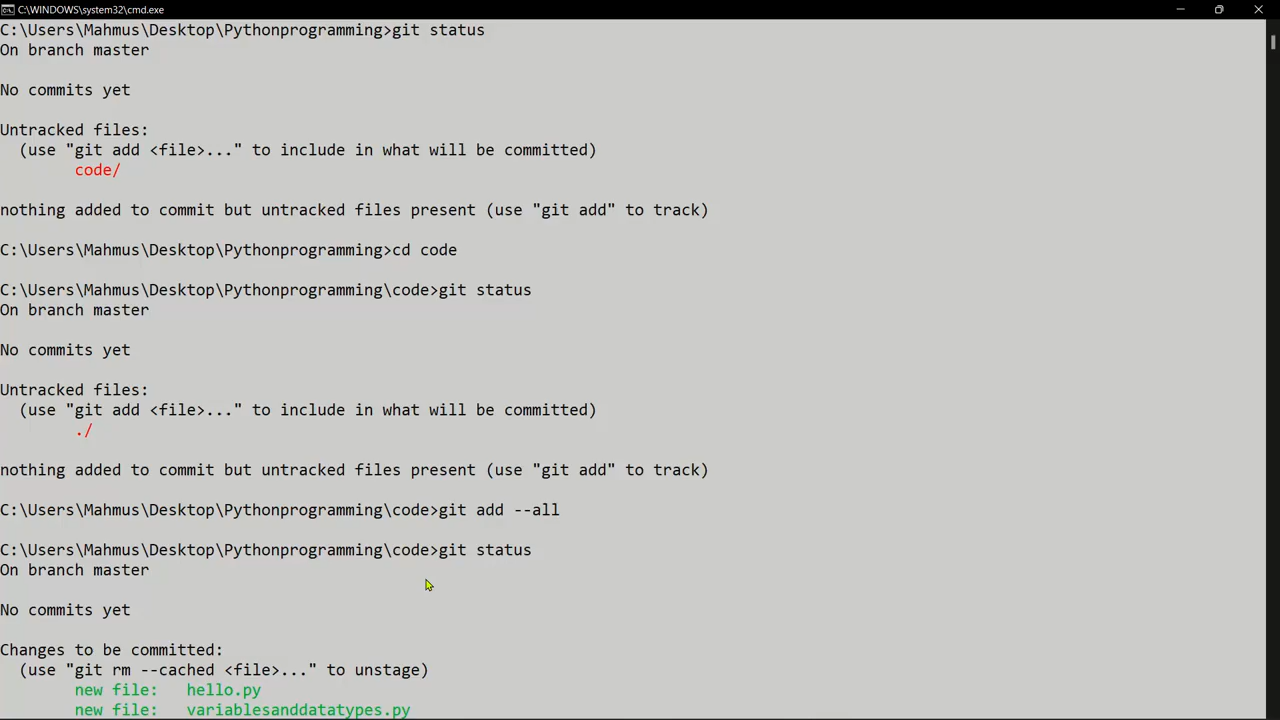 C:\WINDOWS\system32\cmd.exe
C:\Users\Mahmus\Desktop\Pythonprogramming>git status
On branch master
No commits yet
Untracked files:
(use "git add <file>..." to include in what will be committed)
code/
nothing added to commit but untracked files present (use "git add" to track)
C:\Users\Mahmus\Desktop\Pythonprogramming>cd code
C:\Users\Mahmus\Desktop\Pythonprogramming\code>git status
On branch master
No commits yet
Untracked files:
(use "git add <file>..." to include in what will be committed)
./
nothing added to commit but untracked files present (use "git add" to track)
C:\Users\Mahmus\Desktop\Pythonprogramming\code>git add --all
C:\Users\Mahmus\Desktop\Pythonprogramming\code>git status
On branch master
No commits yet
Changes to be committed:
(use "git rm --cached <file>..." to unstage)
new file:   hello.py
new file:   variablesanddatatypes.py